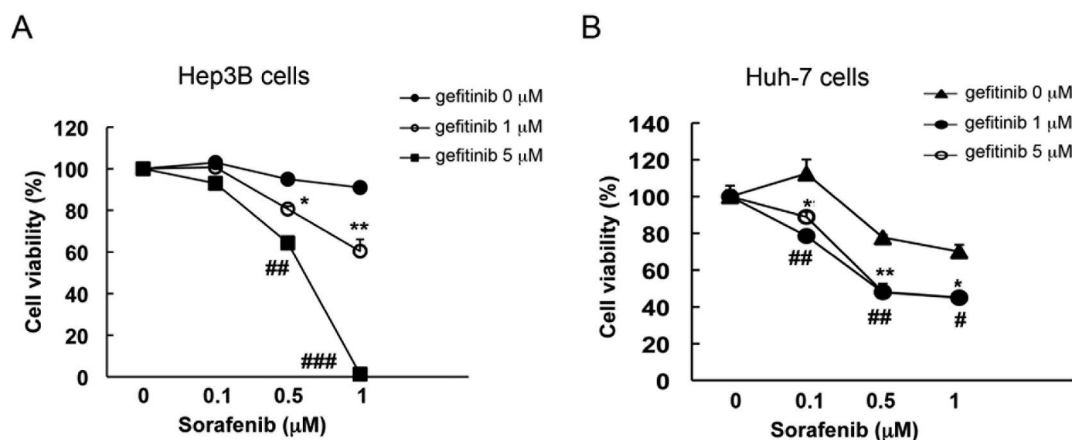 A
Hep3B cells
gefitinib 0 μM
gefitinib 1 μM
gefitinib 5 μM
Cell viability (%)
120
100
80
60
40
20
0
*
**
##
###
0 0.1 0.5 1
Sorafenib (μM)
B
Huh-7 cells
gefitinib 0 μM
gefitinib 1 μM
gefitinib 5 μM
Cell viability (%)
140
120
100
80
60
40
20
0
*
##
**
##
*
#
0 0.1 0.5 1
Sorafenib (μM)